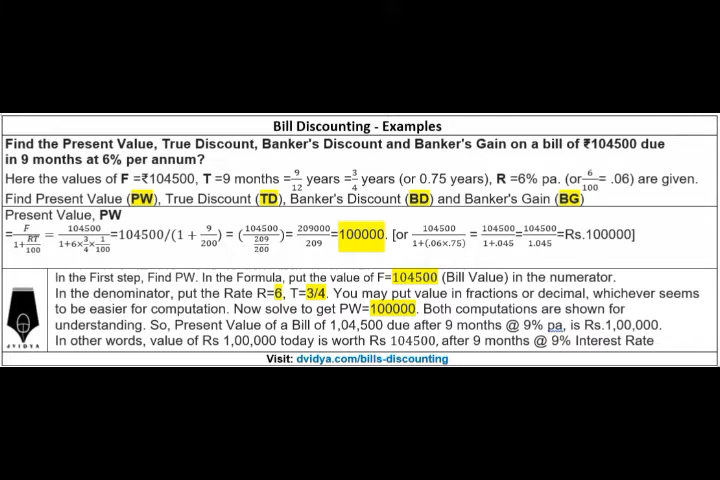 Bill Discounting - Examples
Find the Present Value, True Discount, Banker's Discount and Banker's Gain on a bill of ₹104500 due
in 9 months at 6% per annum?
Here the values of F =₹104500, T =9 months =9/12 years =3/4 years (or 0.75 years), R =6% pa. (or 6/100 = .06) are given.
Find Present Value (PW), True Discount (TD), Banker's Discount (BD) and Banker's Gain (BG)
Present Value, PW
=F/(1+RT/100) = 104500/(1+6×3/4×1/100)=104500/(1 + 9/200) = (104500/(209/200))= 209000/209 =100000. [or 104500/(1+(.06×.75)) = 104500/(1+.045)=104500/1.045=Rs.100000]
In the First step, Find PW. In the Formula, put the value of F=104500 (Bill Value) in the numerator.
In the denominator, put the Rate R=6, T=3/4. You may put value in fractions or decimal, whichever seems
to be easier for computation. Now solve to get PW=100000. Both computations are shown for
understanding. So, Present Value of a Bill of 1,04,500 due after 9 months @ 9% pa, is Rs.1,00,000.
In other words, value of Rs 1,00,000 today is worth Rs 104500, after 9 months @ 9% Interest Rate
DVIDYA
Visit: dvidya.com/bills-discounting